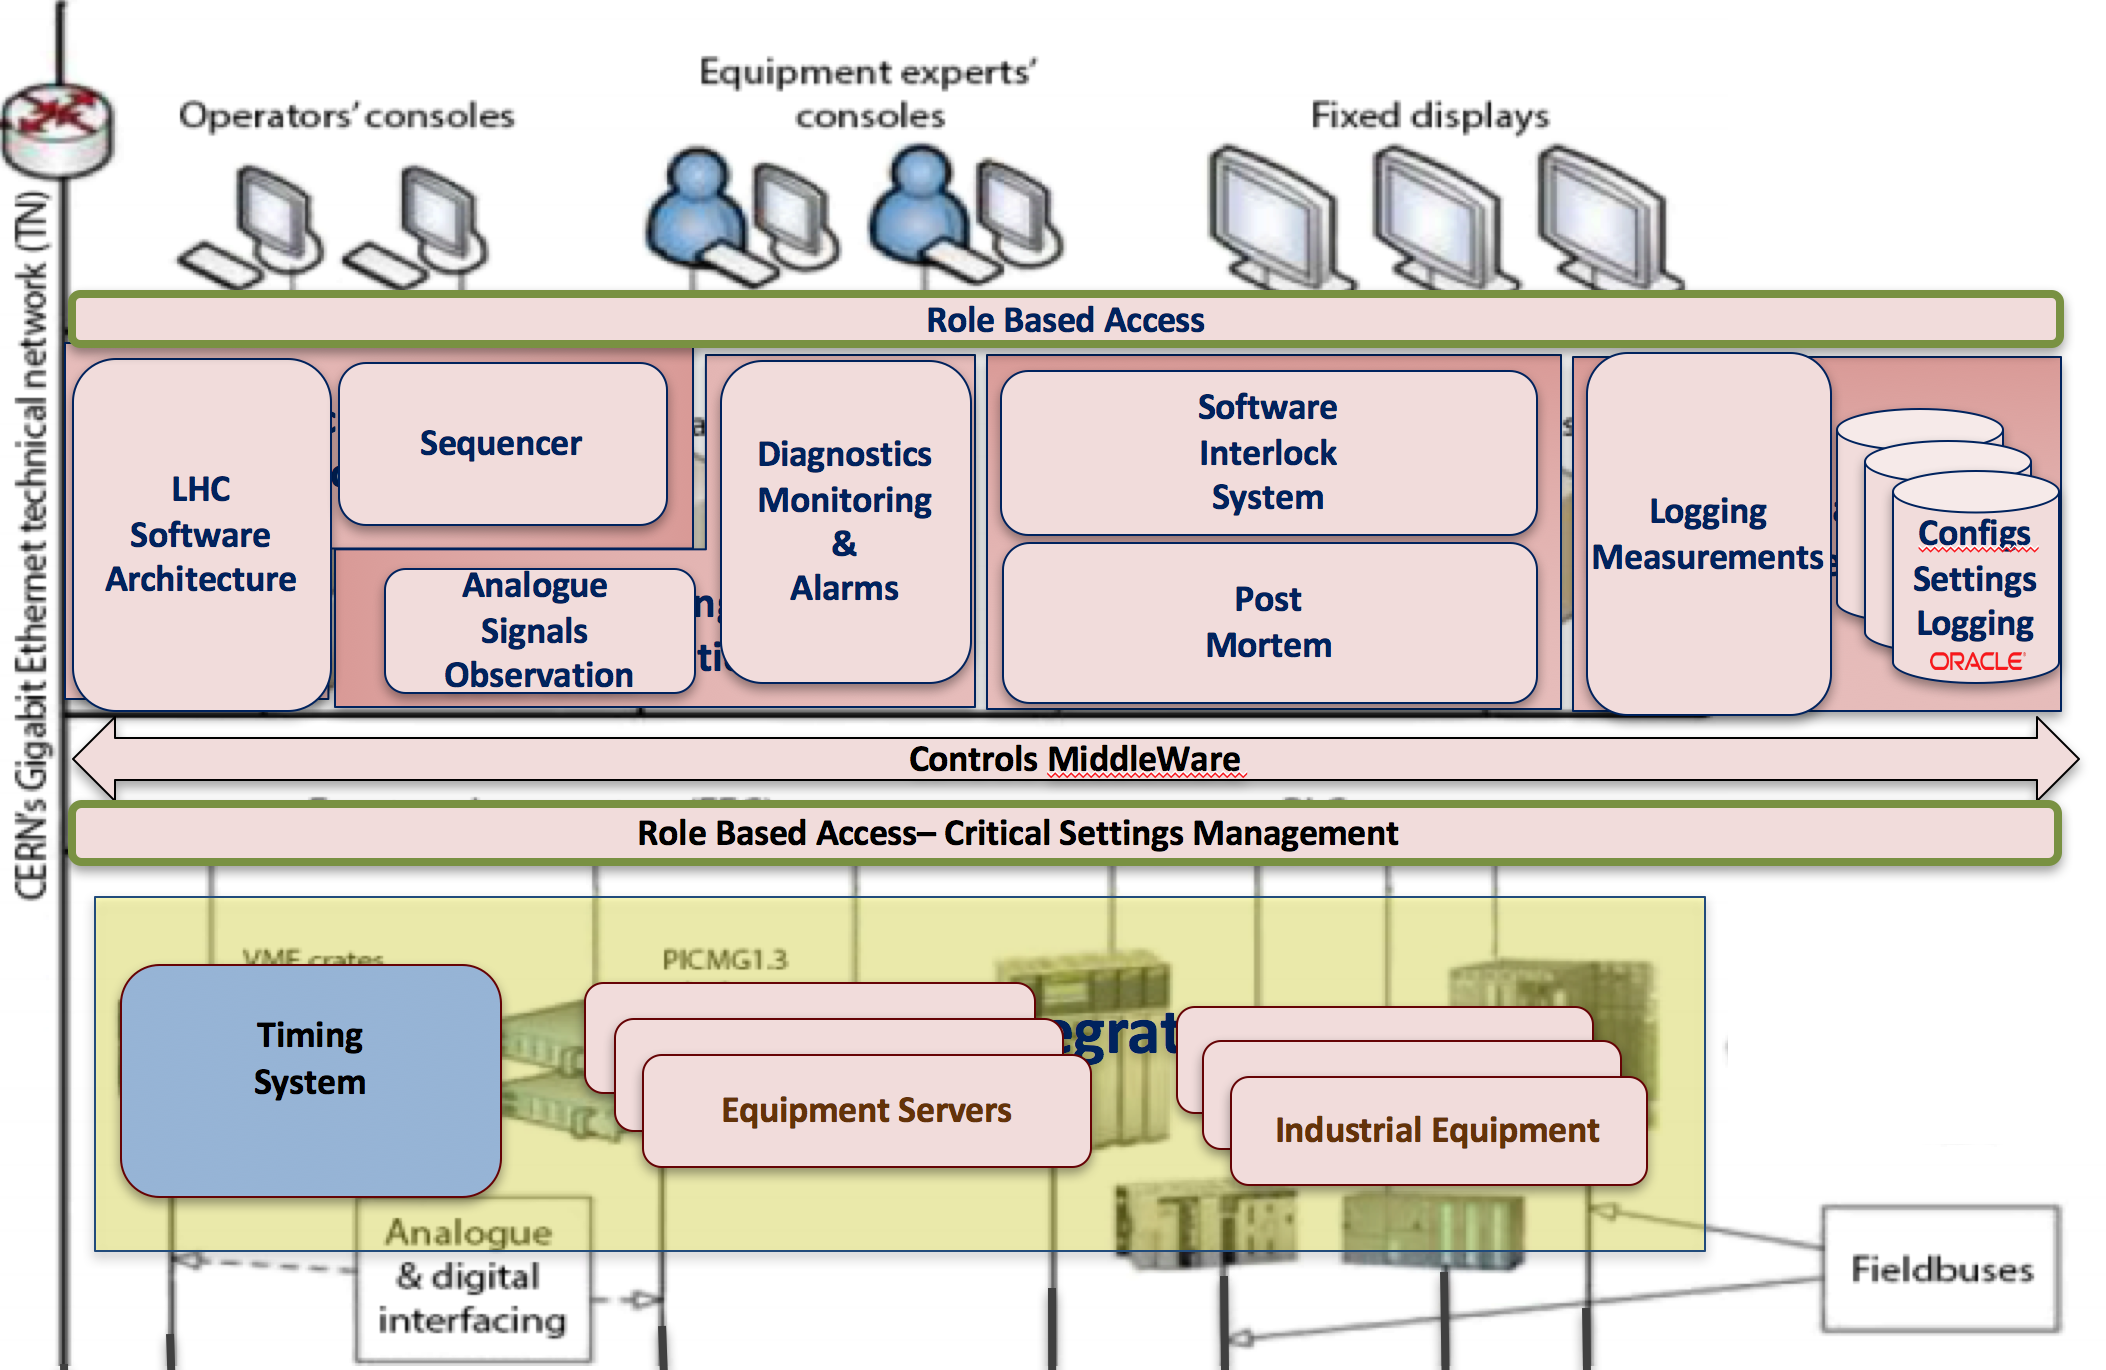 CERN's Gigabit Ethernet technical network (TN)
Operators' consoles
Equipment experts'
consoles
Fixed displays
Role Based Access
LHC
Software
Architecture
Sequencer
Analogue
Signals
Observation
Diagnostics
Monitoring
&
Alarms
Software
Interlock
System
Post
Mortem
Logging
Measurements
Configs
Settings
Logging
ORACLE
Controls MiddleWare
Role Based Access– Critical Settings Management
VME crates
PICMG1.3
Timing
System
Equipment Servers
Industrial Equipment
Analogue
& digital
interfacing
Fieldbuses